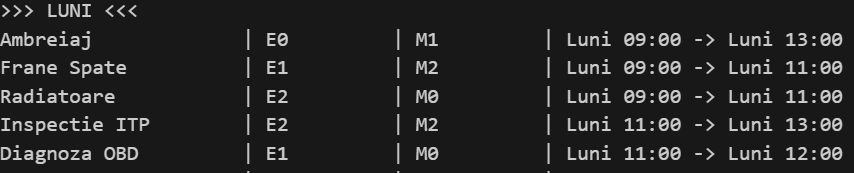 >>> LUNI <<<
Ambreiaj | E0 | M1 | Luni 09:00 -> Luni 13:00
Frane Spate | E1 | M2 | Luni 09:00 -> Luni 11:00
Radiatoare | E2 | M0 | Luni 09:00 -> Luni 11:00
Inspectie ITP | E2 | M2 | Luni 11:00 -> Luni 13:00
Diagnoza OBD | E1 | M0 | Luni 11:00 -> Luni 12:00